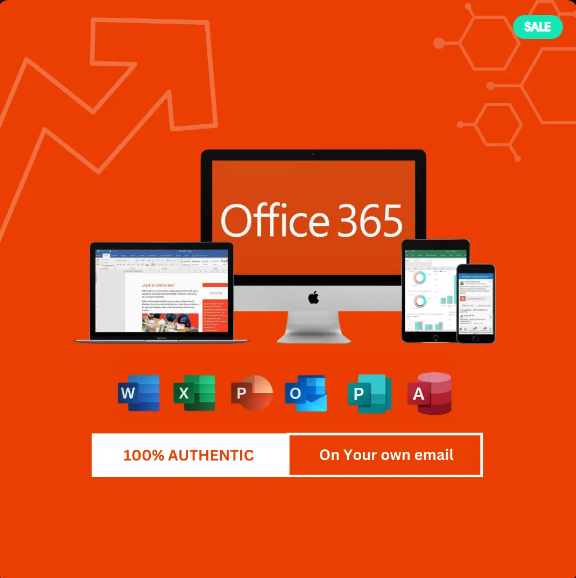 SALE
Office 365
W X P O P A
100% AUTHENTIC
On Your own email